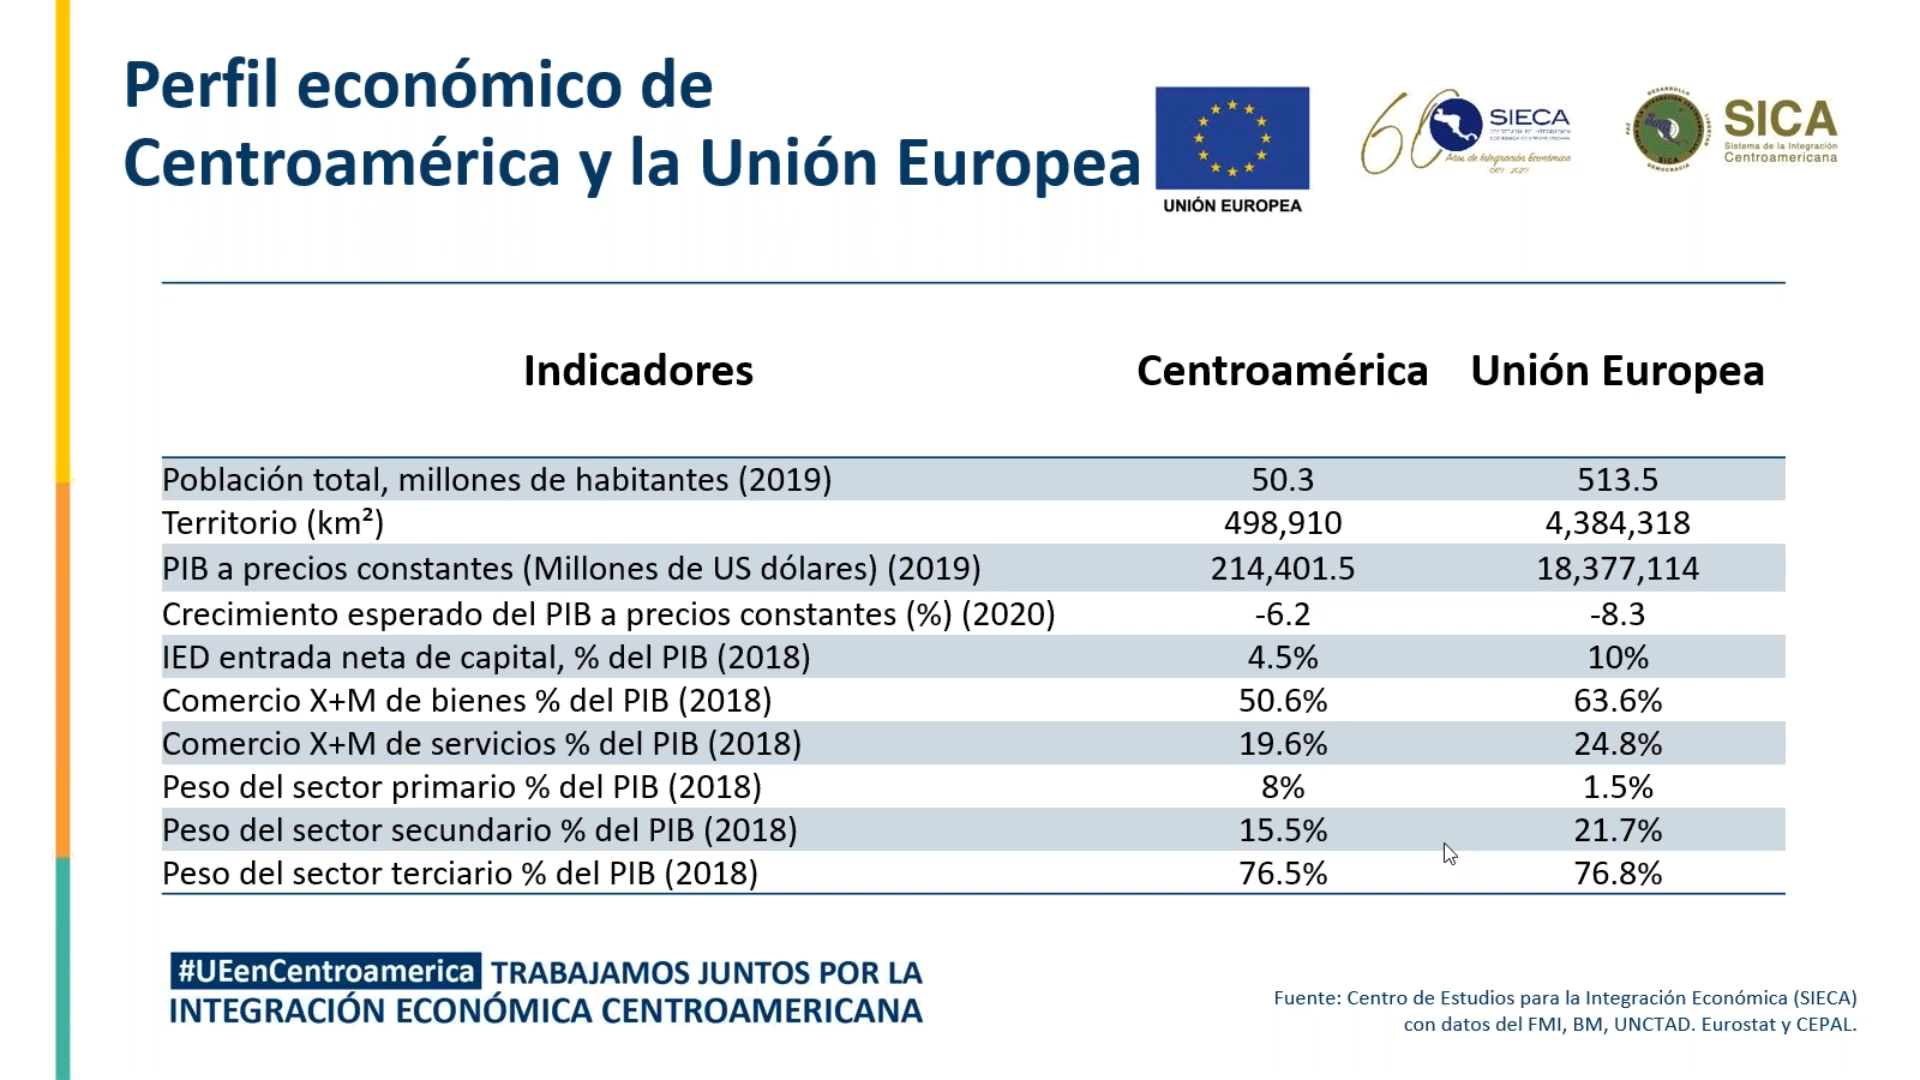 Perfil económico de
Centroamérica y la Unión Europea
UNIÓN EUROPEA
60 SIECA
Años de Integración Económica
SICA
Sistema de la Integración
Centroamericana
Indicadores Centroamérica Unión Europea
Población total, millones de habitantes (2019) 50.3 513.5
Territorio (km²) 498,910 4,384,318
PIB a precios constantes (Millones de US dólares) (2019) 214,401.5 18,377,114
Crecimiento esperado del PIB a precios constantes (%) (2020) -6.2 -8.3
IED entrada neta de capital, % del PIB (2018) 4.5% 10%
Comercio X+M de bienes % del PIB (2018) 50.6% 63.6%
Comercio X+M de servicios % del PIB (2018) 19.6% 24.8%
Peso del sector primario % del PIB (2018) 8% 1.5%
Peso del sector secundario % del PIB (2018) 15.5% 21.7%
Peso del sector terciario % del PIB (2018) 76.5% 76.8%
#UEenCentroamerica TRABAJAMOS JUNTOS POR LA
INTEGRACIÓN ECONÓMICA CENTROAMERICANA
Fuente: Centro de Estudios para la Integración Económica (SIECA)
con datos del FMI, BM, UNCTAD. Eurostat y CEPAL.